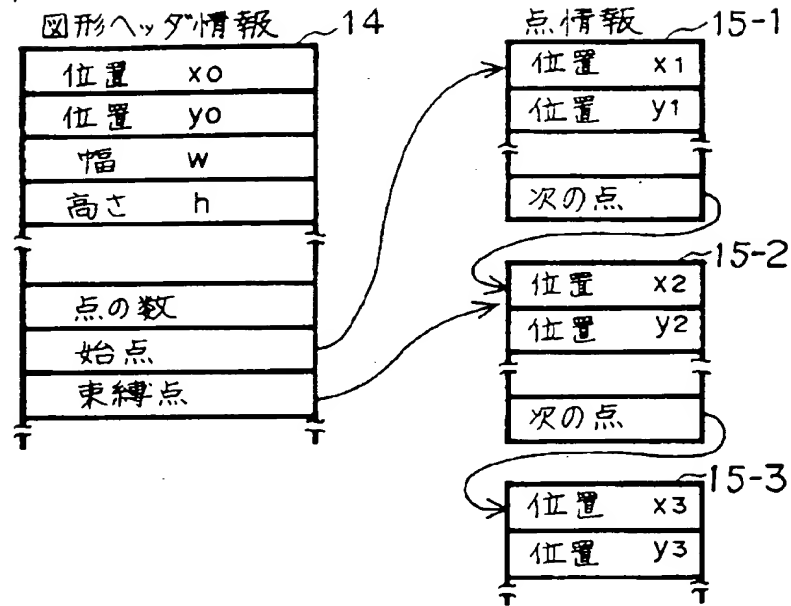 図形ヘッダ情報 14
位置 x0
位置 y0
幅 w
高さ h
点の数
始点
束縛点
点情報 15-1
位置 x1
位置 y1
次の点
15-2
位置 x2
位置 y2
次の点
15-3
位置 x3
位置 y3